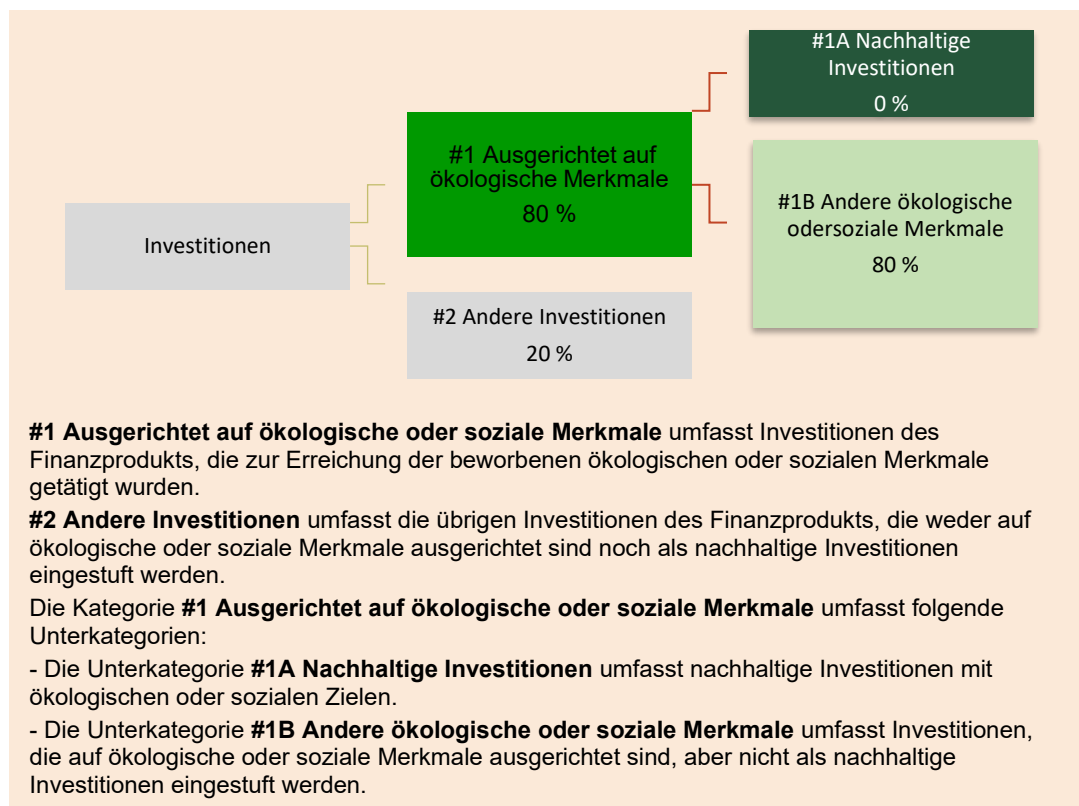 #1A Nachhaltige
Investitionen
0 %
#1 Ausgerichtet auf
ökologische Merkmale
80 %
#1B Andere ökologische
odersoziale Merkmale
80 %
Investitionen
#2 Andere Investitionen
20 %
#1 Ausgerichtet auf ökologische oder soziale Merkmale umfasst Investitionen des
Finanzprodukts, die zur Erreichung der beworbenen ökologischen oder sozialen Merkmale
getätigt wurden.
#2 Andere Investitionen umfasst die übrigen Investitionen des Finanzprodukts, die weder auf
ökologische oder soziale Merkmale ausgerichtet sind noch als nachhaltige Investitionen
eingestuft werden.
Die Kategorie #1 Ausgerichtet auf ökologische oder soziale Merkmale umfasst folgende
Unterkategorien:
- Die Unterkategorie #1A Nachhaltige Investitionen umfasst nachhaltige Investitionen mit
ökologischen oder sozialen Zielen.
- Die Unterkategorie #1B Andere ökologische oder soziale Merkmale umfasst Investitionen,
die auf ökologische oder soziale Merkmale ausgerichtet sind, aber nicht als nachhaltige
Investitionen eingestuft werden.